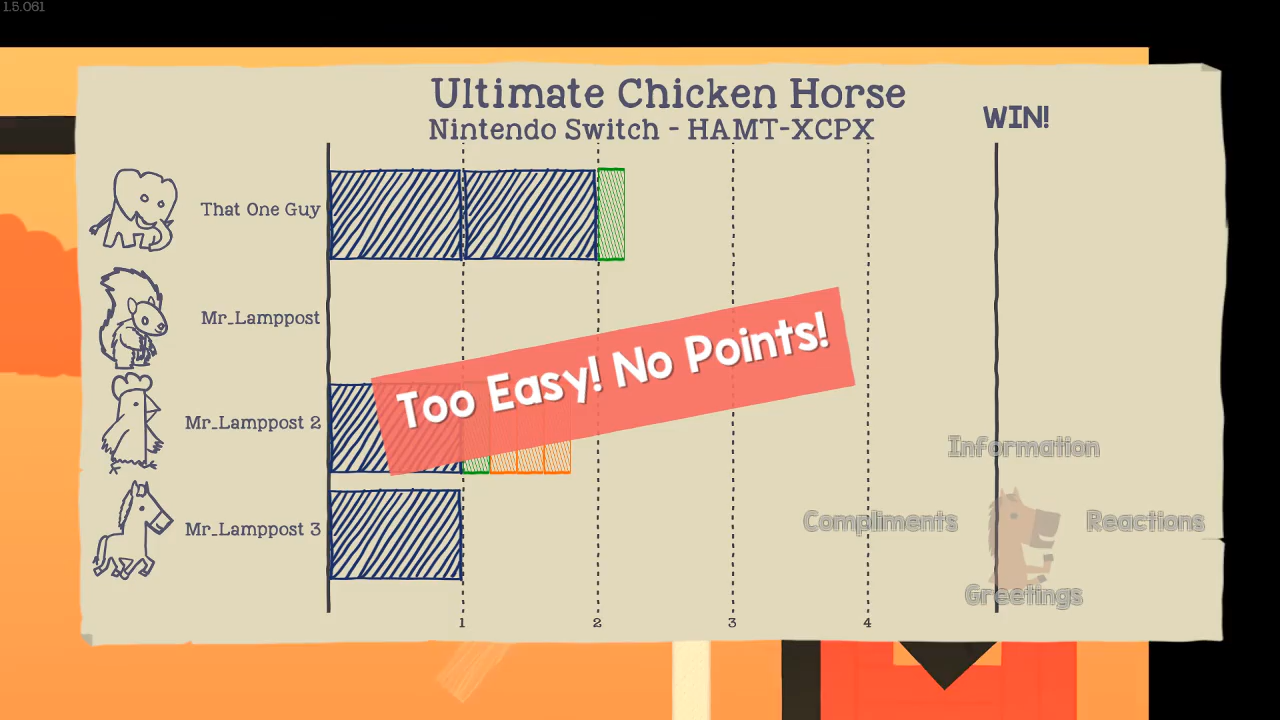 1.5.061
Ultimate Chicken Horse
Nintendo Switch - HAMT-XCPX
WIN!
That One Guy
Mr_Lamppost
Too Easy! No Points!
Mr_Lamppost 2
Information
Compliments
Reactions
Mr_Lamppost 3
Greetings
1 2 3 4